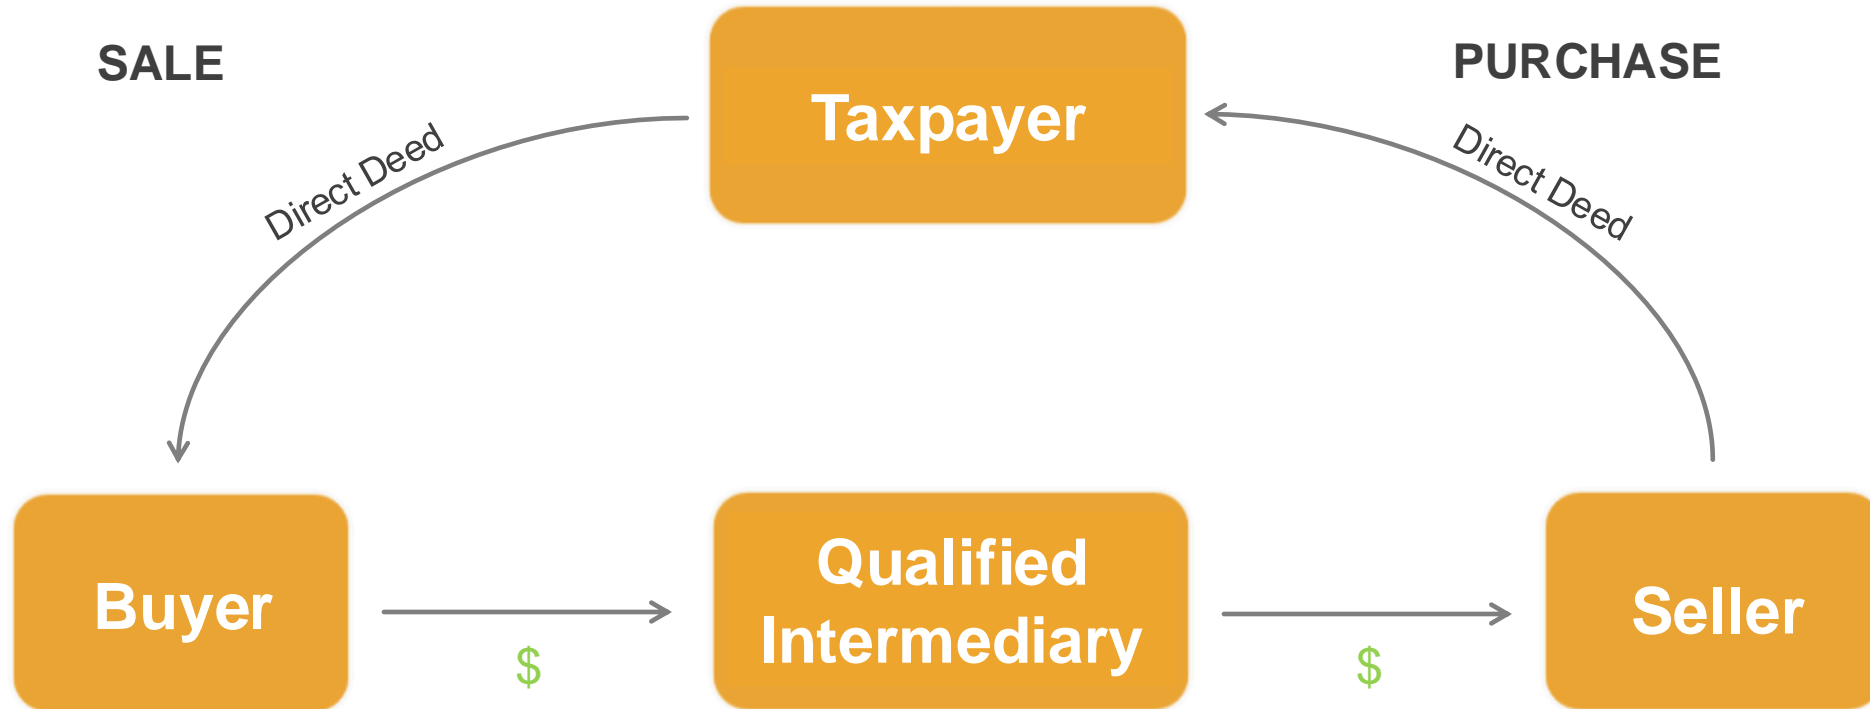 SALE
PURCHASE
Taxpayer
Direct Deed
Direct Deed
Buyer
$
Qualified
Intermediary
$
Seller